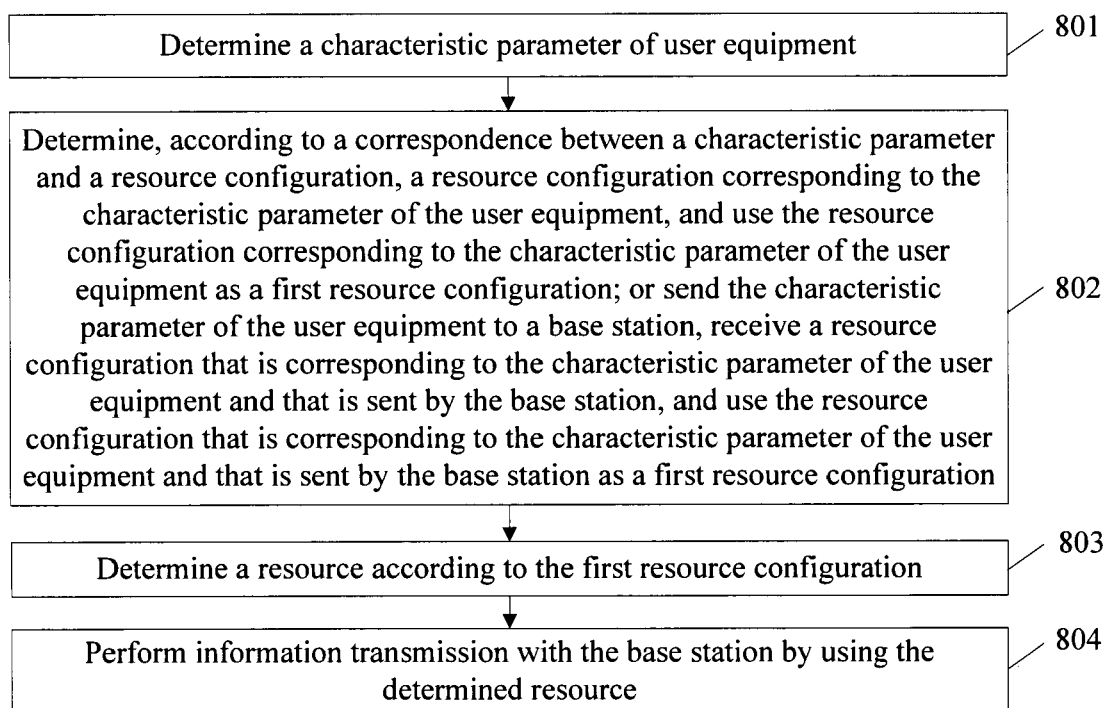 Determine a characteristic parameter of user equipment
801
Determine, according to a correspondence between a characteristic parameter
and a resource configuration, a resource configuration corresponding to the
characteristic parameter of the user equipment, and use the resource
configuration corresponding to the characteristic parameter of the user
equipment as a first resource configuration; or send the characteristic
parameter of the user equipment to a base station, receive a resource
configuration that is corresponding to the characteristic parameter of the user
equipment and that is sent by the base station, and use the resource
configuration that is corresponding to the characteristic parameter of the user
equipment and that is sent by the base station as a first resource configuration
802
Determine a resource according to the first resource configuration
803
Perform information transmission with the base station by using the
determined resource
804